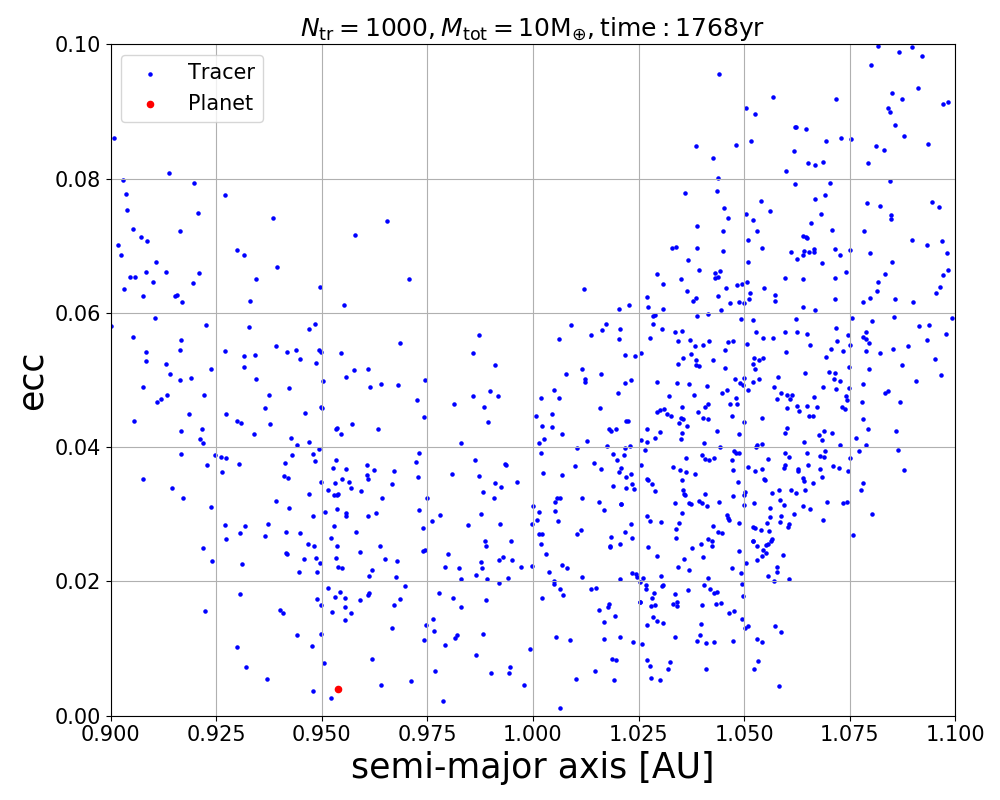 N_tr = 1000, M_tot = 10M_⊕, time : 1768yr
0.10
Tracer
Planet
0.08
0.06
0.04
0.02
0.00
ecc
0.900 0.925 0.950 0.975 1.000 1.025 1.050 1.075 1.100
semi-major axis [AU]